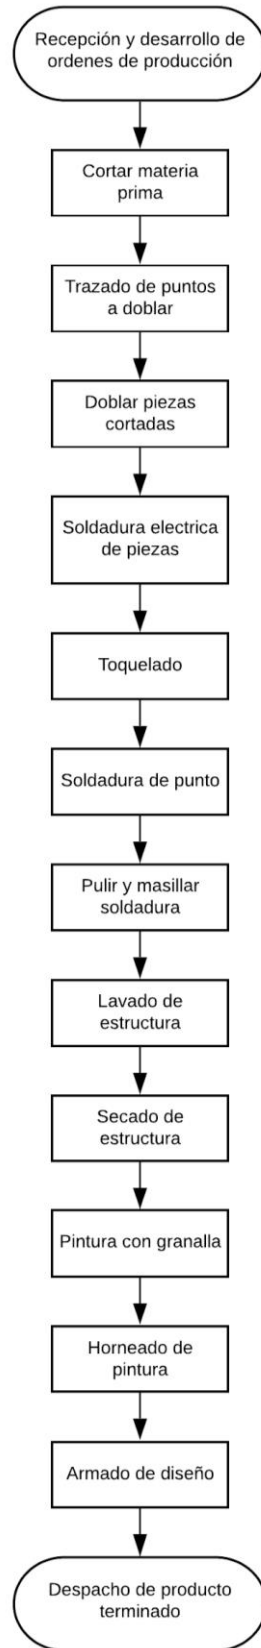 Recepción y desarrollo de
ordenes de producción
Cortar materia
prima
Trazado de puntos
a doblar
Doblar piezas
cortadas
Soldadura electrica
de piezas
Toquelado
Soldadura de punto
Pulir y masillar
soldadura
Lavado de
estructura
Secado de
estructura
Pintura con granalla
Horneado de
pintura
Armado de diseño
Despacho de producto
terminado